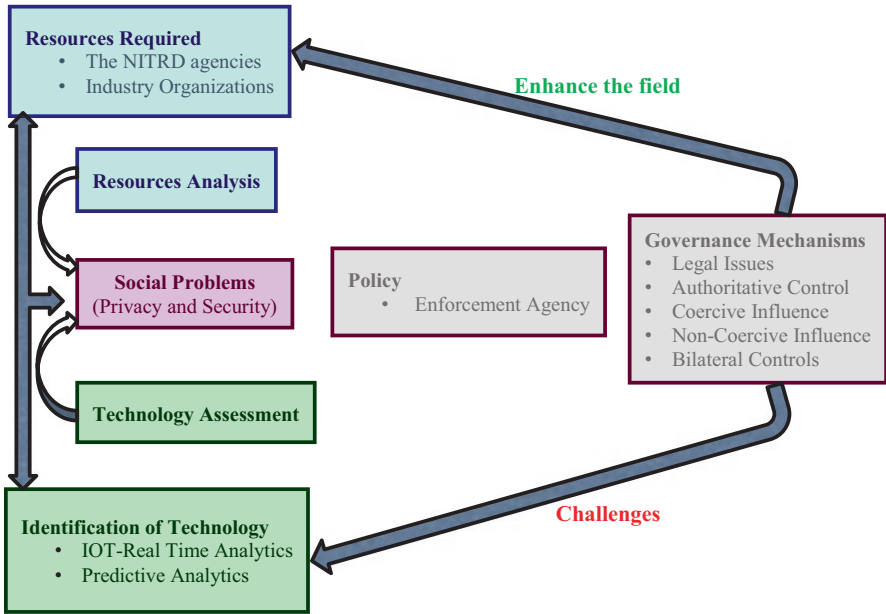 Resources Required
• The NITRD agencies
• Industry Organizations
Enhance the field
Resources Analysis
Social Problems
(Privacy and Security)
Policy
• Enforcement Agency
Governance Mechanisms
• Legal Issues
• Authoritative Control
• Coercive Influence
• Non-Coercive Influence
• Bilateral Controls
Technology Assessment
Challenges
Identification of Technology
• IOT-Real Time Analytics
• Predictive Analytics